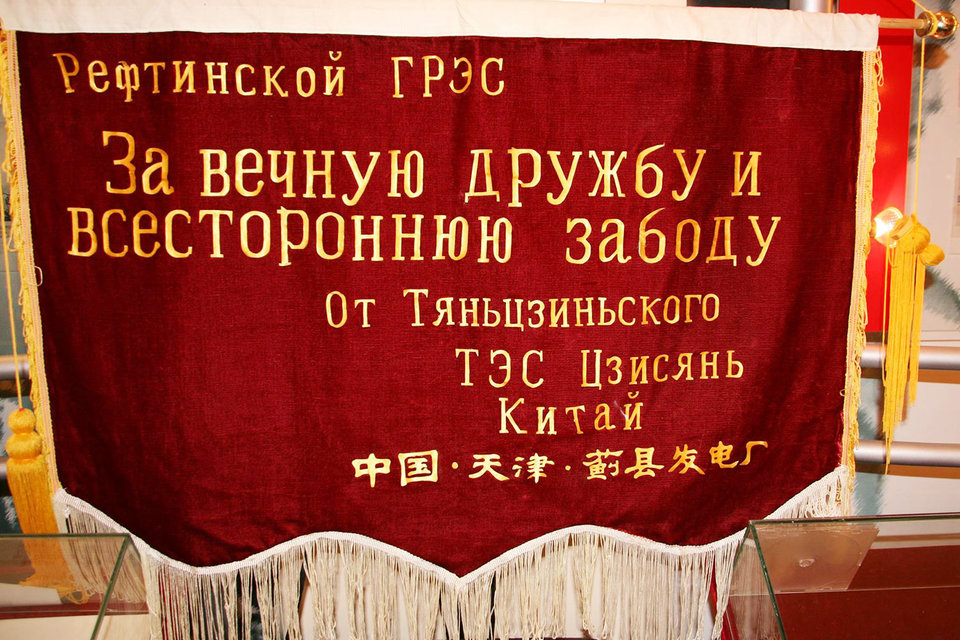 Рефтинской ГРЭС
За вечную дружбу и
всестороннюю забоду
От Тяньцзиньского
ТЭС Цзисянь
Китай
中国·天津·蓟县发电厂